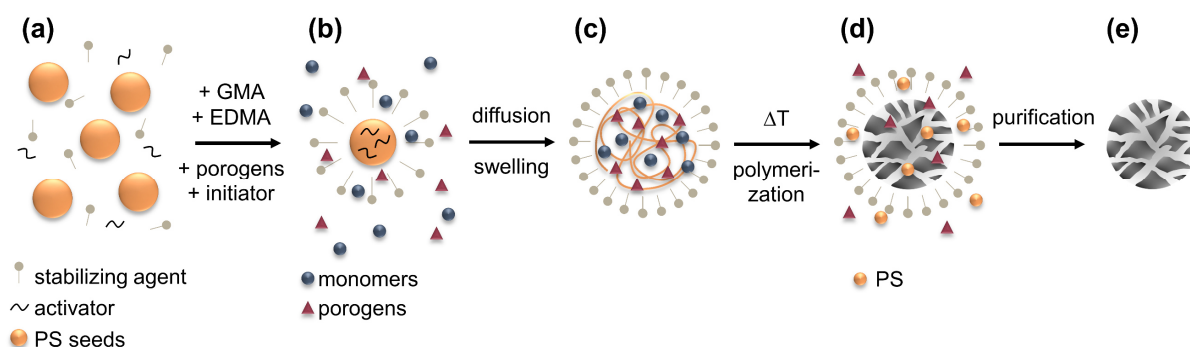 (a)
(b)
(c)
(d)
(e)
+ GMA
+ EDMA
+ porogens
+ initiator
diffusion
swelling
ΔT
polymeri-
zation
purification
stabilizing agent
activator
PS seeds
monomers
porogens
PS